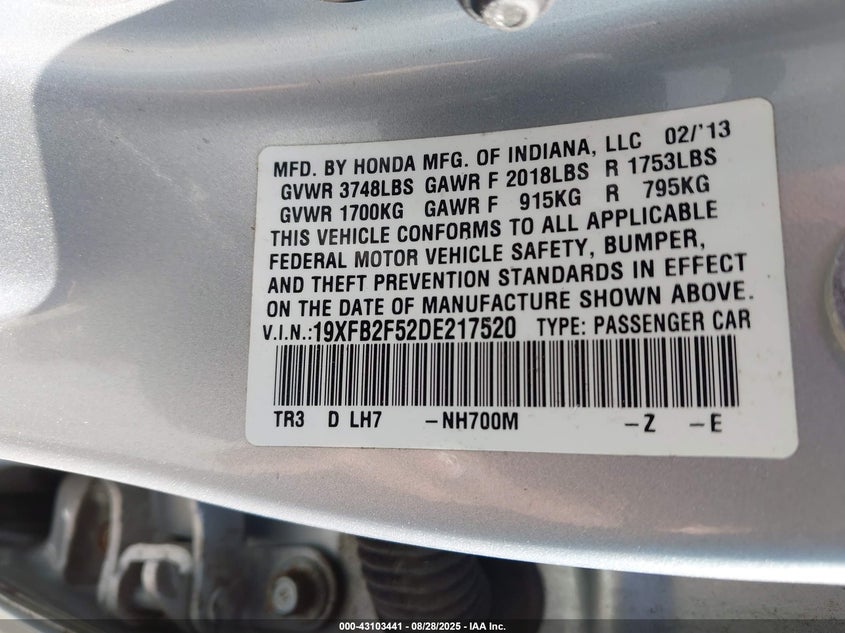 MFD. BY HONDA MFG. OF INDIANA, LLC 02/'13
GVWR 3748LBS GAWR F 2018LBS R 1753LBS
GVWR 1700KG GAWR F 915KG R 795KG
THIS VEHICLE CONFORMS TO ALL APPLICABLE
FEDERAL MOTOR VEHICLE SAFETY, BUMPER,
AND THEFT PREVENTION STANDARDS IN EFFECT
ON THE DATE OF MANUFACTURE SHOWN ABOVE.
V.I.N.:19XFB2F52DE217520 TYPE: PASSENGER CAR
TR3 D LH7 -NH700M -Z -E
000-43103441 - 08/28/2025 - IAA Inc.